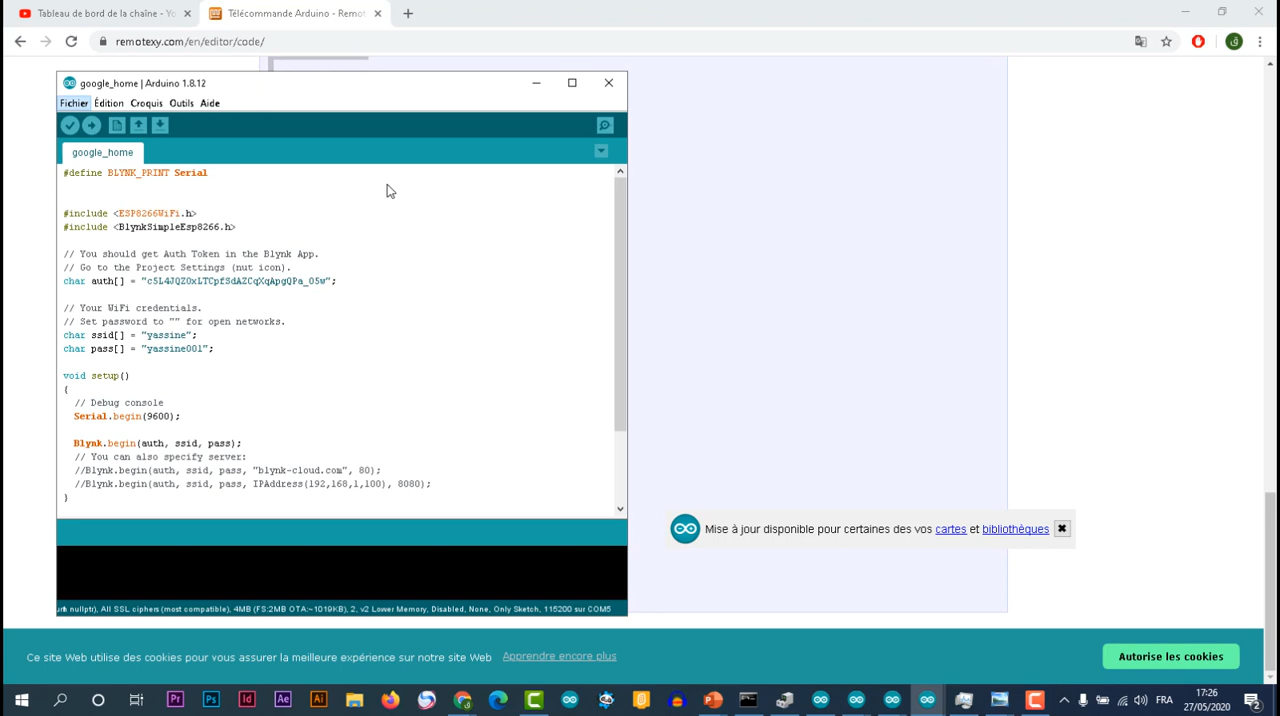 Tableau de bord de la chaîne - Yo
Télécommande Arduino - Remot
remotexy.com/en/editor/code/
google_home | Arduino 1.8.12
Fichier Édition Croquis Outils Aide
google_home
#define BLYNK_PRINT Serial
#include <ESP8266WiFi.h>
#include <BlynkSimpleEsp8266.h>
// You should get Auth Token in the Blynk App.
// Go to the Project Settings (nut icon).
char auth[] = "c5L4JQZ0xLTCpfSdAZCqXqApgQPa_05w";
// Your WiFi credentials.
// Set password to "" for open networks.
char ssid[] = "yassine";
char pass[] = "yassine001";
void setup()
{
// Debug console
Serial.begin(9600);
Blynk.begin(auth, ssid, pass);
// You can also specify server:
//Blynk.begin(auth, ssid, pass, "blynk-cloud.com", 80);
//Blynk.begin(auth, ssid, pass, IPAddress(192,168,1,100), 8080);
}
Mise à jour disponible pour certaines des vos cartes et bibliothèques
nullptr), All SSL ciphers (most compatible), 4MB (FS:2MB OTA:~1019KB), 2, v2 Lower Memory, Disabled, None, Only Sketch, 115200 sur COM5
Ce site Web utilise des cookies pour vous assurer la meilleure expérience sur notre site Web Apprendre encore plus
Autorise les cookies
Pr Ps Id Ae Ai
FRA
17:26
27/05/2020
2